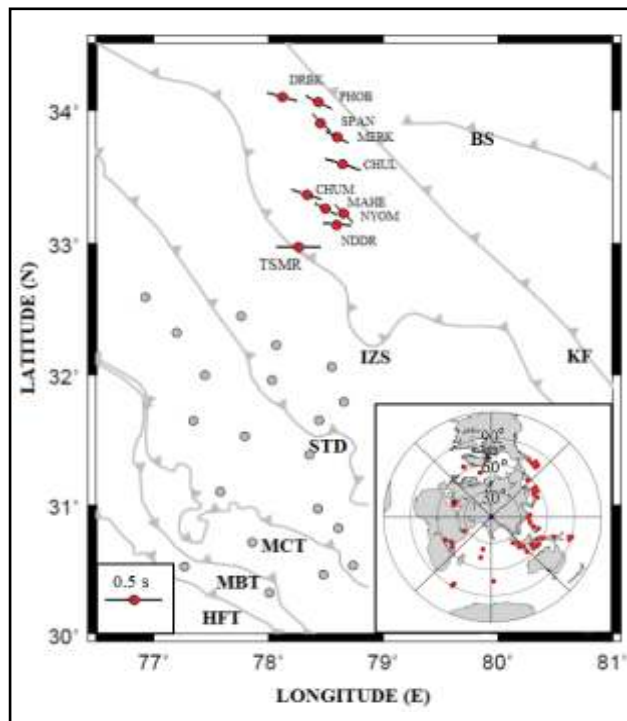 DRBK
34°
PHOB
SPAN
MERK
BS
CHUL
CHUM
MAHE
NYOM
NDDR
33°
TSMR
LATITUDE (N)
IZS
KF
32°
90°
60°
30°
STD
31°
MCT
0.5 s
MBT
HFT
30°
77° 78° 79° 80° 81°
LONGITUDE (E)